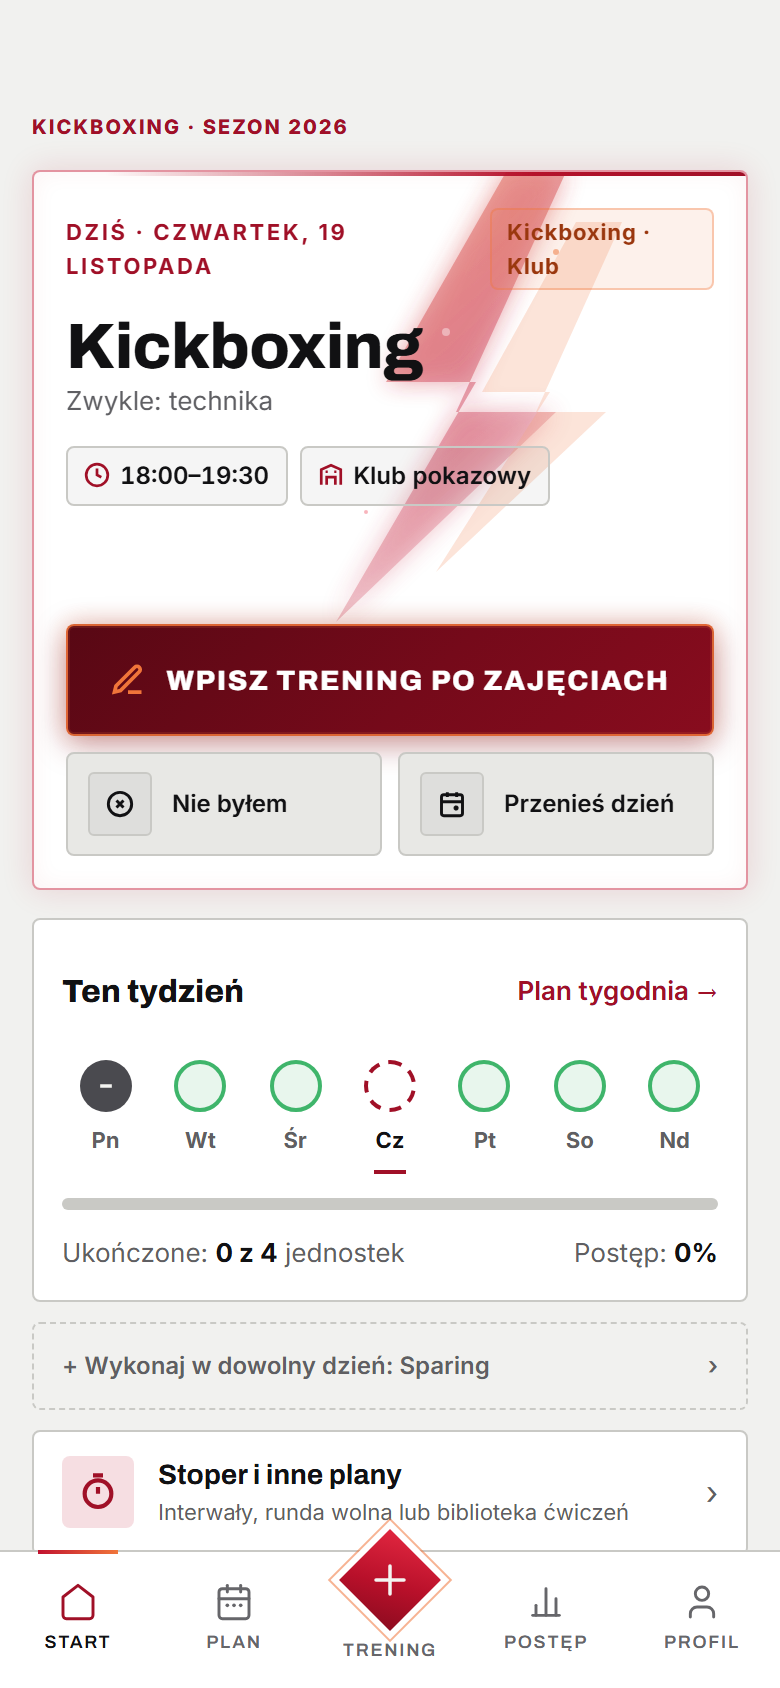 KICKBOXING · SEZON 2026
DZIŚ · CZWARTEK, 19
LISTOPADA
Kickboxing ·
Klub
Kickboxing
Zwykle: technika
18:00–19:30
Klub pokazowy
WPISZ TRENING PO ZAJĘCIACH
Nie byłem
Przenieś dzień
Ten tydzień
Plan tygodnia →
Pn
Wt
Śr
Cz
Pt
So
Nd
Ukończone: 0 z 4 jednostek
Postęp: 0%
+ Wykonaj w dowolny dzień: Sparing ›
Stoper i inne plany
Interwały, runda wolna lub biblioteka ćwiczeń ›
START
PLAN
TRENING
POSTĘP
PROFIL